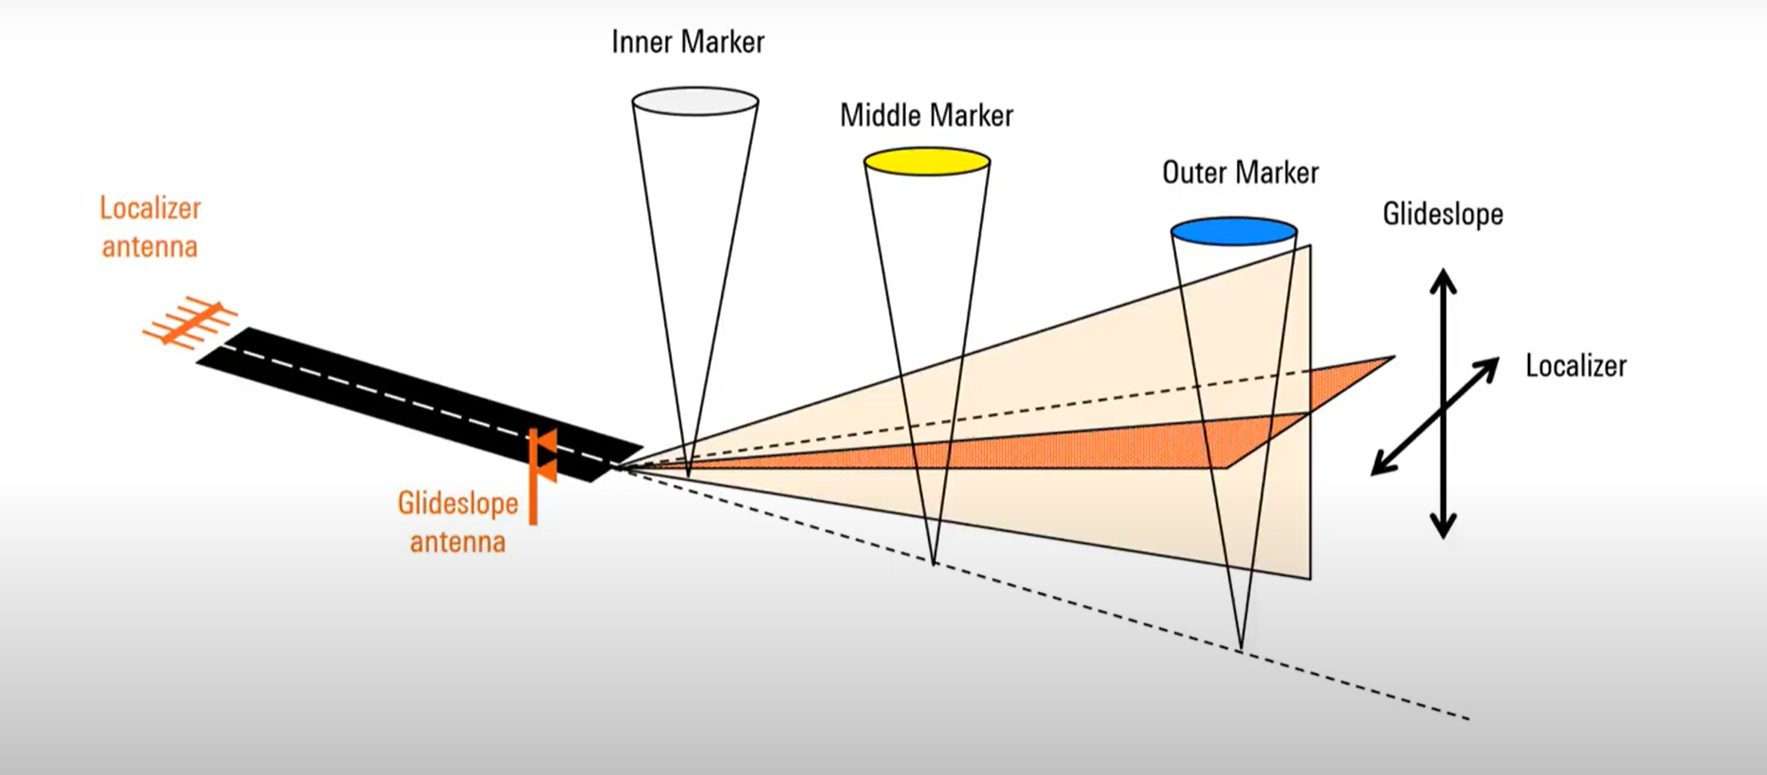 Inner Marker
Middle Marker
Outer Marker
Localizer
antenna
Glideslope
Localizer
Glideslope
antenna